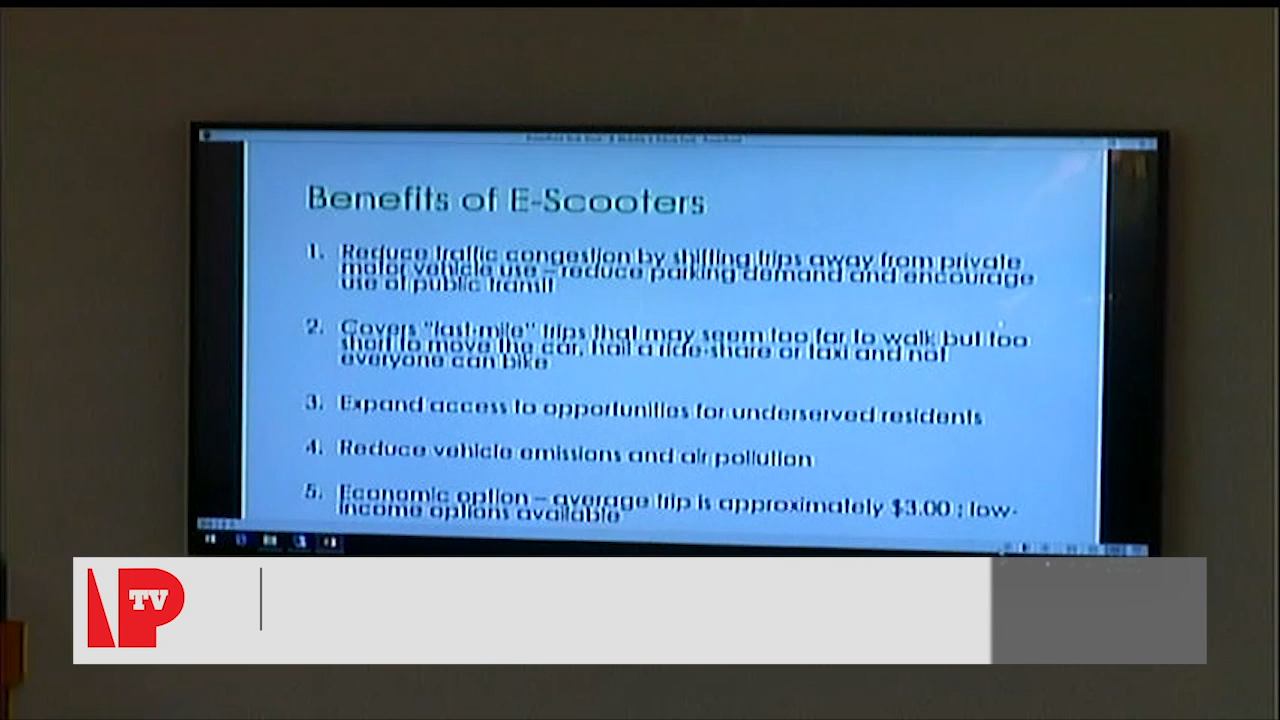 Benefits of E-Scooters
1. Reduce traffic congestion by shifting trips away from private
motor vehicle use – reduce parking demand and encourage
use of public transit
2. Covers "last-mile" trips that may seem too far to walk but too
short to move the car, hail a ride-share or taxi and not
everyone can bike
3. Expand access to opportunities for underserved residents
4. Reduce vehicle emissions and air pollution
5. Economic option – average trip is approximately $3.00 ; low-
income options available
P TV